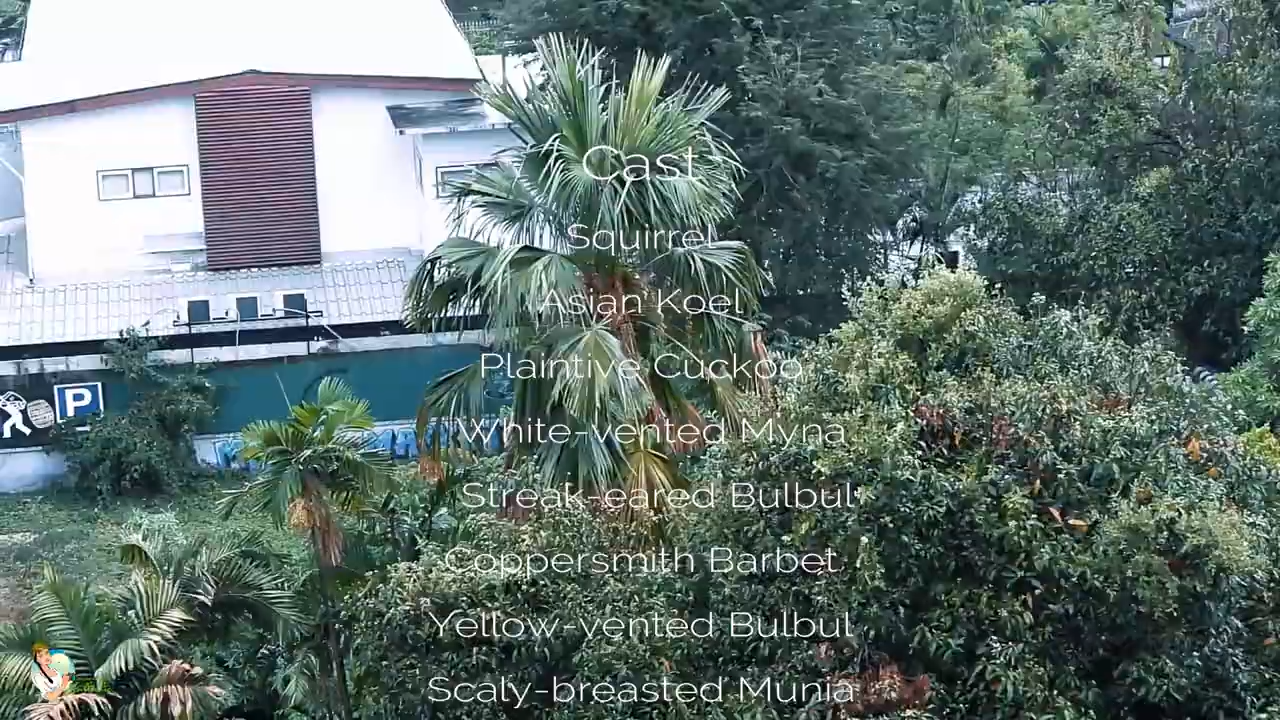 Cast
Squirrel
Asian Koel
Plaintive Cuckoo
White-vented Myna
Streak-eared Bulbul
Coppersmith Barbet
Yellow-vented Bulbul
Scaly-breasted Munia
P